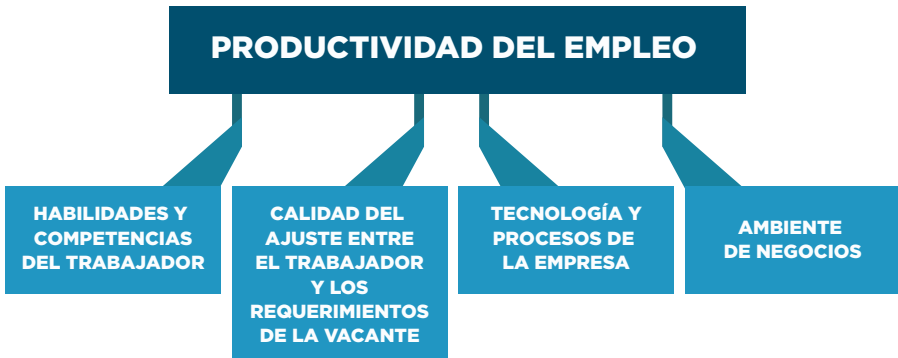 PRODUCTIVIDAD DEL EMPLEO
HABILIDADES Y
COMPETENCIAS
DEL TRABAJADOR
CALIDAD DEL
AJUSTE ENTRE
EL TRABAJADOR
Y LOS
REQUERIMIENTOS
DE LA VACANTE
TECNOLOGÍA Y
PROCESOS DE
LA EMPRESA
AMBIENTE
DE NEGOCIOS